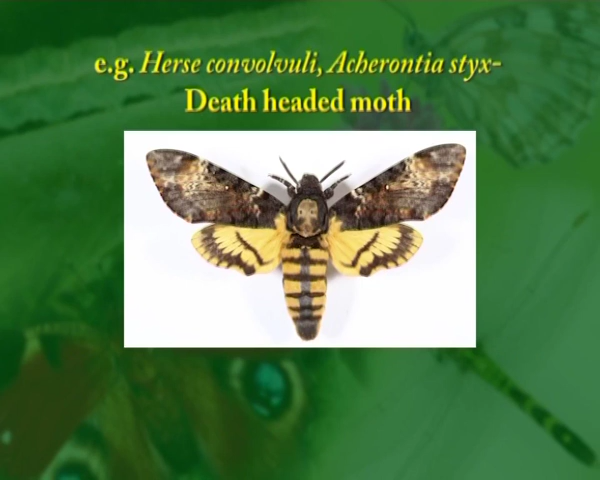 e.g. Herse convolvuli, Acherontia styx-
Death headed moth